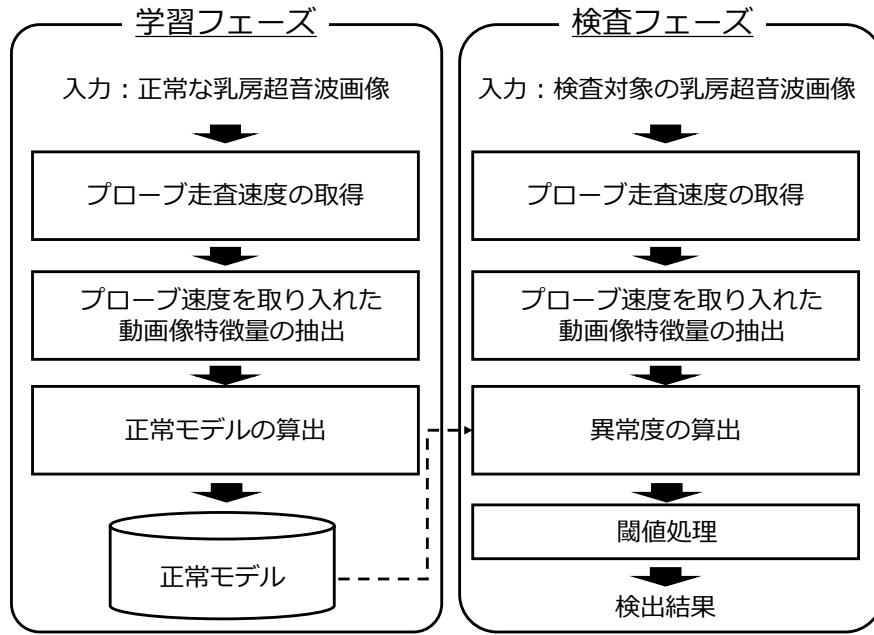 学習フェーズ
入力：正常な乳房超音波画像
プローブ走査速度の取得
プローブ速度を取り入れた
動画像特徴量の抽出
正常モデルの算出
正常モデル
検査フェーズ
入力：検査対象の乳房超音波画像
プローブ走査速度の取得
プローブ速度を取り入れた
動画像特徴量の抽出
異常度の算出
閾値処理
検出結果